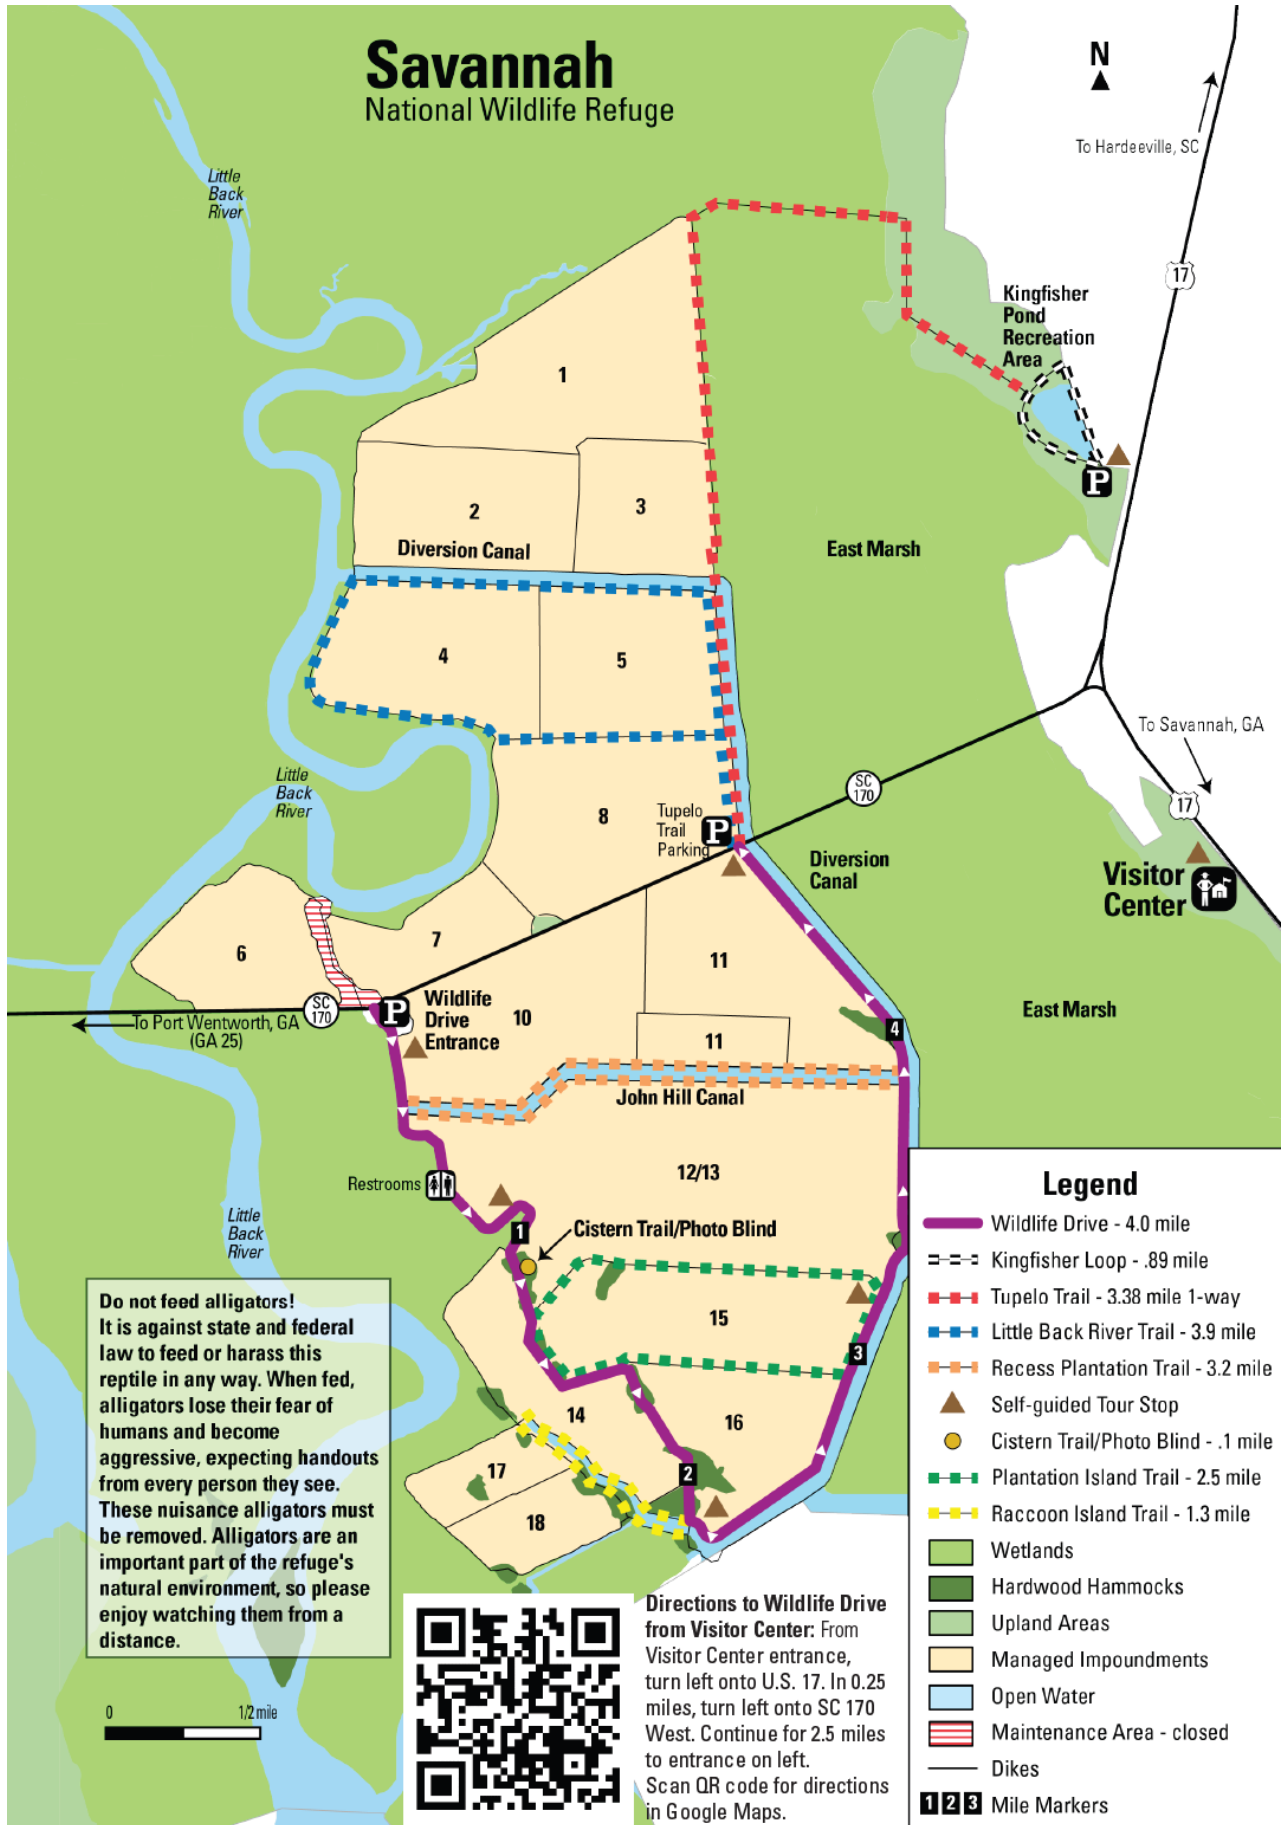 Savannah
National Wildlife Refuge
N
To Hardeeville, SC
Little
Back
River
17
Kingfisher
Pond
Recreation
Area
1
P
2
3
Diversion Canal
East Marsh
4
5
To Savannah, GA
Little
Back
River
SC
170
17
8
Tupelo
Trail
Parking
P
Diversion
Canal
Visitor
Center
6
7
11
SC
170
P
Wildlife
Drive
Entrance
10
To Port Wentworth, GA
(GA 25)
East Marsh
4
11
John Hill Canal
12/13
Restrooms
1
Cistern Trail/Photo Blind
Little
Back
River
15
3
14
16
17
2
18
Do not feed alligators!
It is against state and federal
law to feed or harass this
reptile in any way. When fed,
alligators lose their fear of
humans and become
aggressive, expecting handouts
from every person they see.
These nuisance alligators must
be removed. Alligators are an
important part of the refuge's
natural environment, so please
enjoy watching them from a
distance.
0 1/2 mile
Directions to Wildlife Drive
from Visitor Center: From
Visitor Center entrance,
turn left onto U.S. 17. In 0.25
miles, turn left onto SC 170
West. Continue for 2.5 miles
to entrance on left.
Scan QR code for directions
in Google Maps.
Legend
Wildlife Drive - 4.0 mile
Kingfisher Loop - .89 mile
Tupelo Trail - 3.38 mile 1-way
Little Back River Trail - 3.9 mile
Recess Plantation Trail - 3.2 mile
Self-guided Tour Stop
Cistern Trail/Photo Blind - .1 mile
Plantation Island Trail - 2.5 mile
Raccoon Island Trail - 1.3 mile
Wetlands
Hardwood Hammocks
Upland Areas
Managed Impoundments
Open Water
Maintenance Area - closed
Dikes
1 2 3 Mile Markers